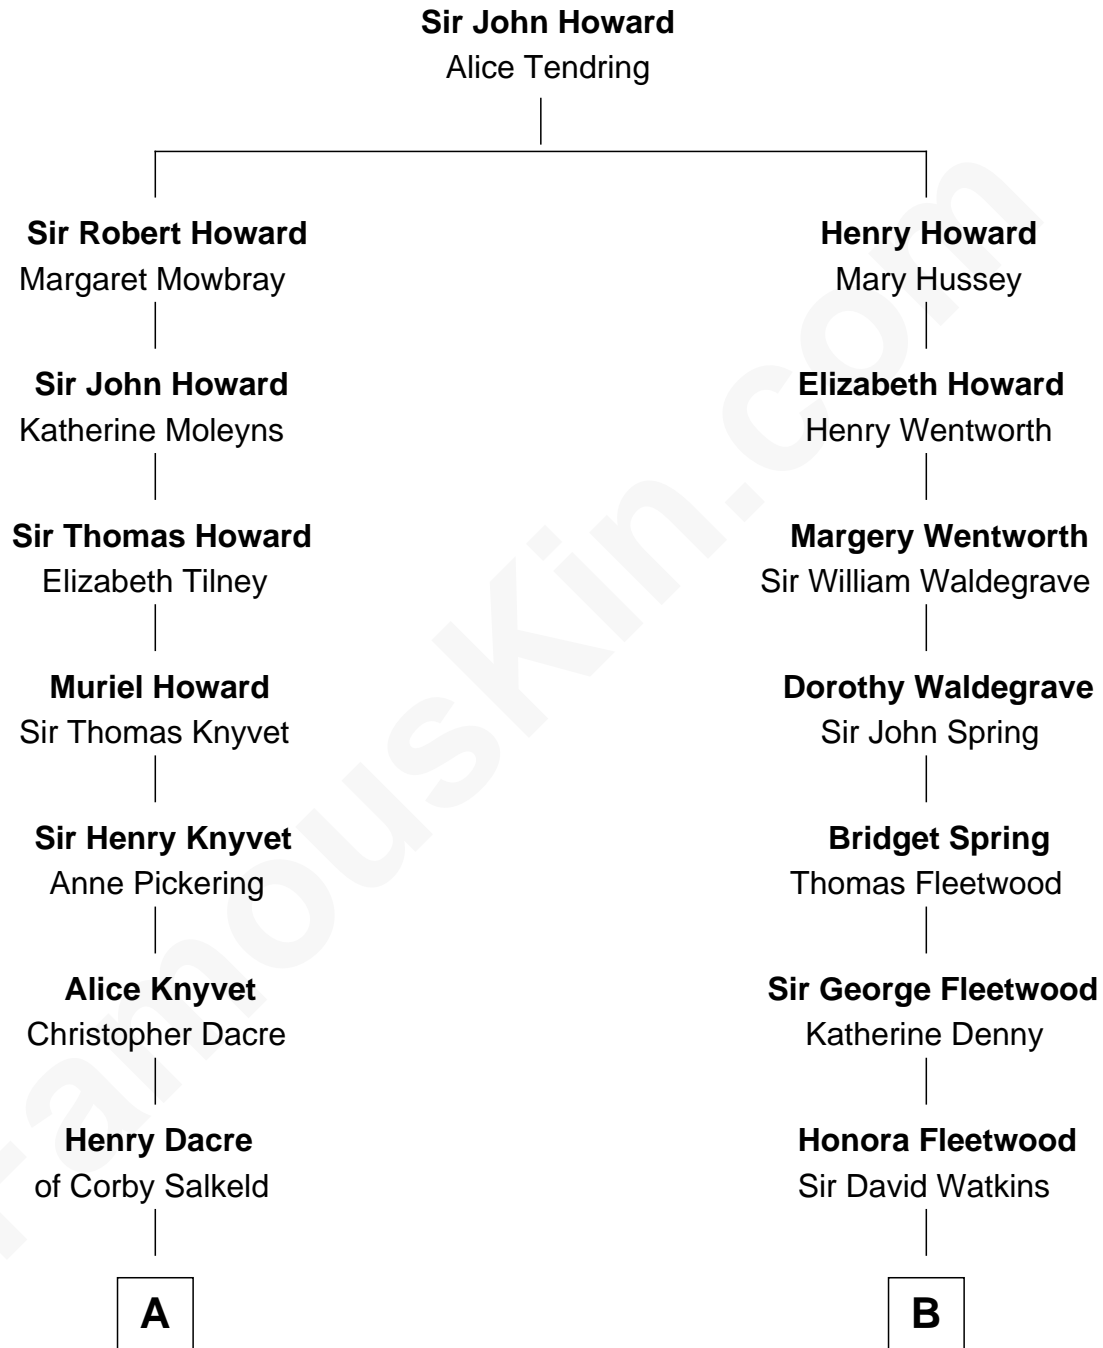 Sir John Howard
Alice Tendring
Sir Robert Howard
Margaret Mowbray
Henry Howard
Mary Hussey
Sir John Howard
Katherine Moleyns
Elizabeth Howard
Henry Wentworth
Sir Thomas Howard
Elizabeth Tilney
Margery Wentworth
Sir William Waldegrave
Muriel Howard
Sir Thomas Knyvet
Dorothy Waldegrave
Sir John Spring
Sir Henry Knyvet
Anne Pickering
Bridget Spring
Thomas Fleetwood
Alice Knyvet
Christopher Dacre
Sir George Fleetwood
Katherine Denny
Henry Dacre
of Corby Salkeld
Honora Fleetwood
Sir David Watkins
A
B
FamousKin.com